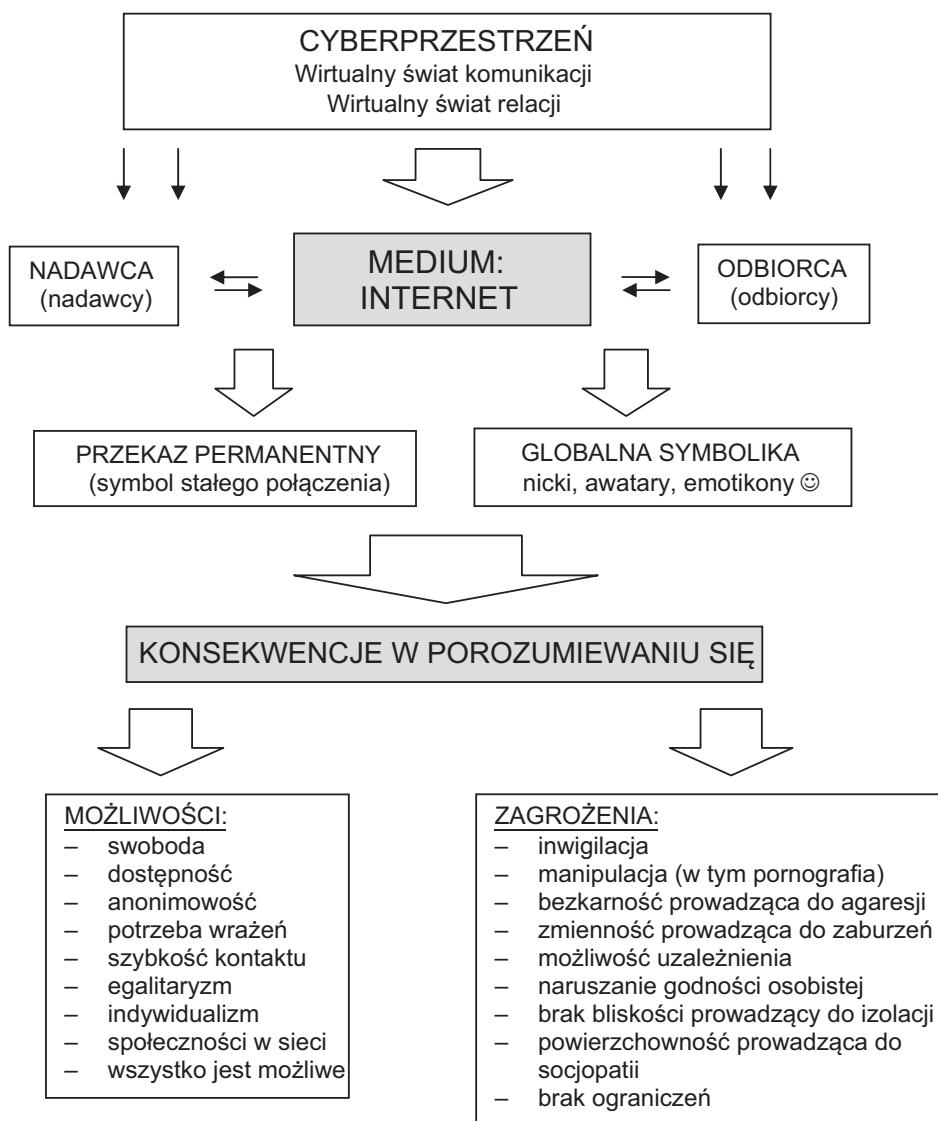 CYBERPRZESTRZEŃ
Wirtualny świat komunikacji
Wirtualny świat relacji
NADAWCA
(nadawcy)
MEDIUM:
INTERNET
ODBIORCA
(odbiorcy)
PRZEKAZ PERMANENTNY
(symbol stałego połączenia)
GLOBALNA SYMBOLIKA
nicki, awatary, emotikony ☺
KONSEKWENCJE W POROZUMIEWANIU SIĘ
MOŻLIWOŚCI:
– swoboda
– dostępność
– anonimowość
– potrzeba wrażeń
– szybkość kontaktu
– egalitaryzm
– indywidualizm
– społeczności w sieci
– wszystko jest możliwe
ZAGROŻENIA:
– inwigilacja
– manipulacja (w tym pornografia)
– bezkarność prowadząca do agaresji
– zmienność prowadząca do zaburzeń
– możliwość uzależnienia
– naruszanie godności osobistej
– brak bliskości prowadzący do izolacji
– powierzchowność prowadząca do
socjopatii
– brak ograniczeń